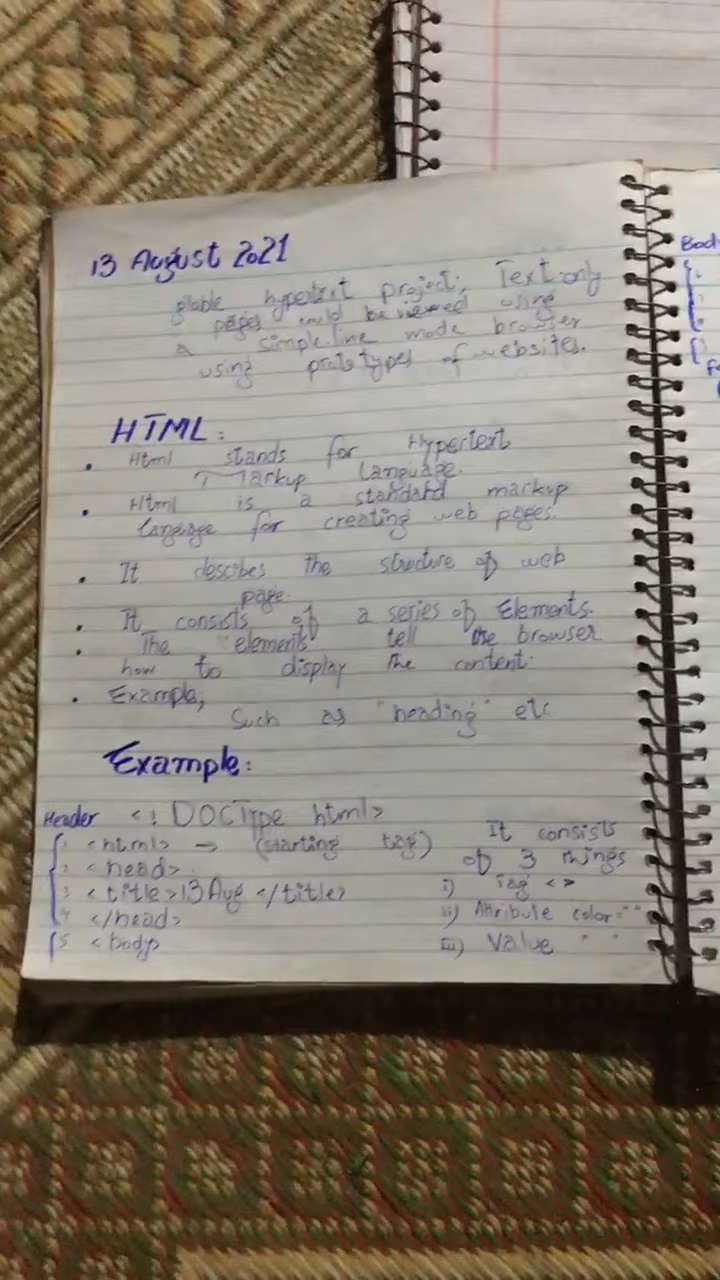 13 August 2021
glable hypertext project; Text-only
pages could be viewed using
a simple-line mode browser
using prototypes of websites.
HTML:
• Html stands for Hypertext
Markup Language.
• Html is a standard markup
language for creating web pages.
• It descibes the structure of web
page.
• It consists of a series of Elements.
• The "elements" tell the browser
how to display the content.
• Example,
Such as "heading" etc
Example:
Header <! DOCType html>
1 <html> → (starting tag)
2 <head>
3 <title>13 Aug </title>
4 </head>
5 <body>
It consists
of 3 things
i) Tag < >
ii) Attribute color=" "
iii) Value " "
Body